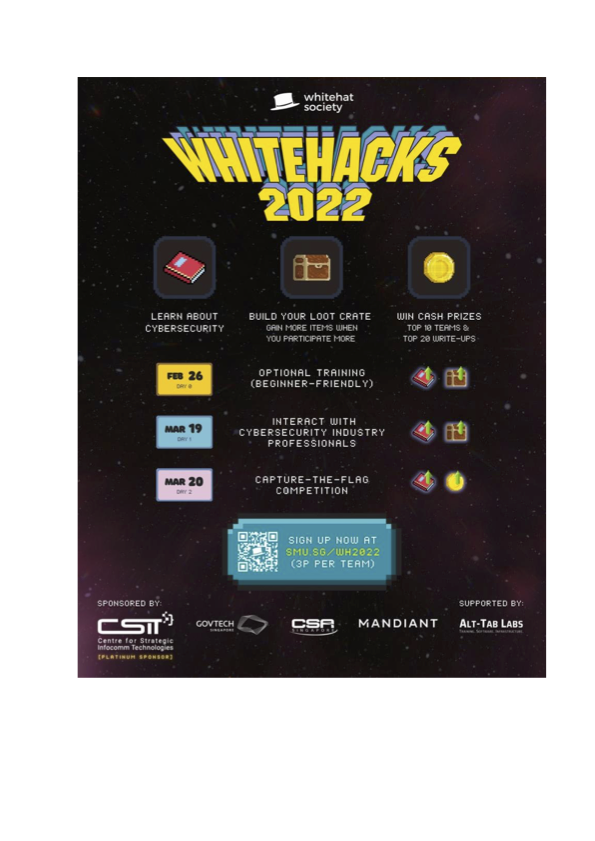 whitehat
society
WHITEHACKS
2022
LEARN ABOUT
CYBERSECURITY
BUILD YOUR LOOT CRATE
GAIN MORE ITEMS WHEN
YOU PARTICIPATE MORE
WIN CASH PRIZES
TOP 10 TEAMS &
TOP 20 WRITE-UPS
FEB 26
DAY 0
OPTIONAL TRAINING
(BEGINNER-FRIENDLY)
MAR 19
DAY 1
INTERACT WITH
CYBERSECURITY INDUSTRY
PROFESSIONALS
MAR 20
DAY 2
CAPTURE-THE-FLAG
COMPETITION
SIGN UP NOW AT
SMU.SG/WH2022
(3P PER TEAM)
SPONSORED BY:
CSIT
Centre for Strategic
Infocomm Technologies
[PLATINUM SPONSOR]
GOVTECH
SINGAPORE
CSA
SINGAPORE
MANDIANT
SUPPORTED BY:
ALT-TAB LABS
TRAINING. SOFTWARE. INFRASTRUCTURE.